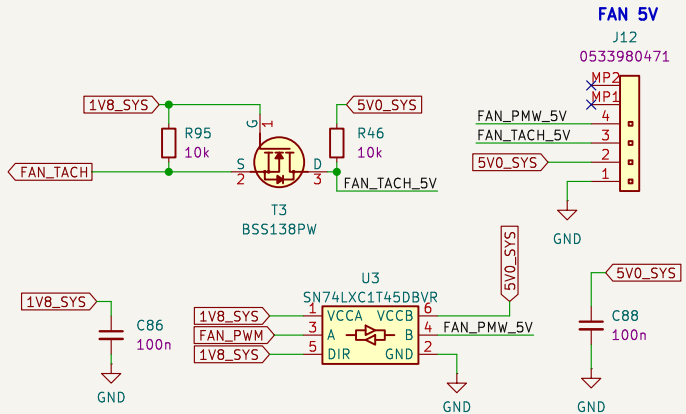 FAN 5V
J12
0533980471
MP2
MP1
FAN_PMW_5V
4
FAN_TACH_5V
3
5V0_SYS
2
1
GND
1V8_SYS
5V0_SYS
R95
10k
G
1
R46
10k
FAN_TACH
S
2
D
3
FAN_TACH_5V
T3
BSS138PW
U3
SN74LXC1T45DBVR
5V0_SYS
1V8_SYS
1
VCCA
VCCB
6
FAN_PWM
3
A
B
4
FAN_PMW_5V
1V8_SYS
5
DIR
GND
2
GND
1V8_SYS
C86
100n
GND
5V0_SYS
C88
100n
GND